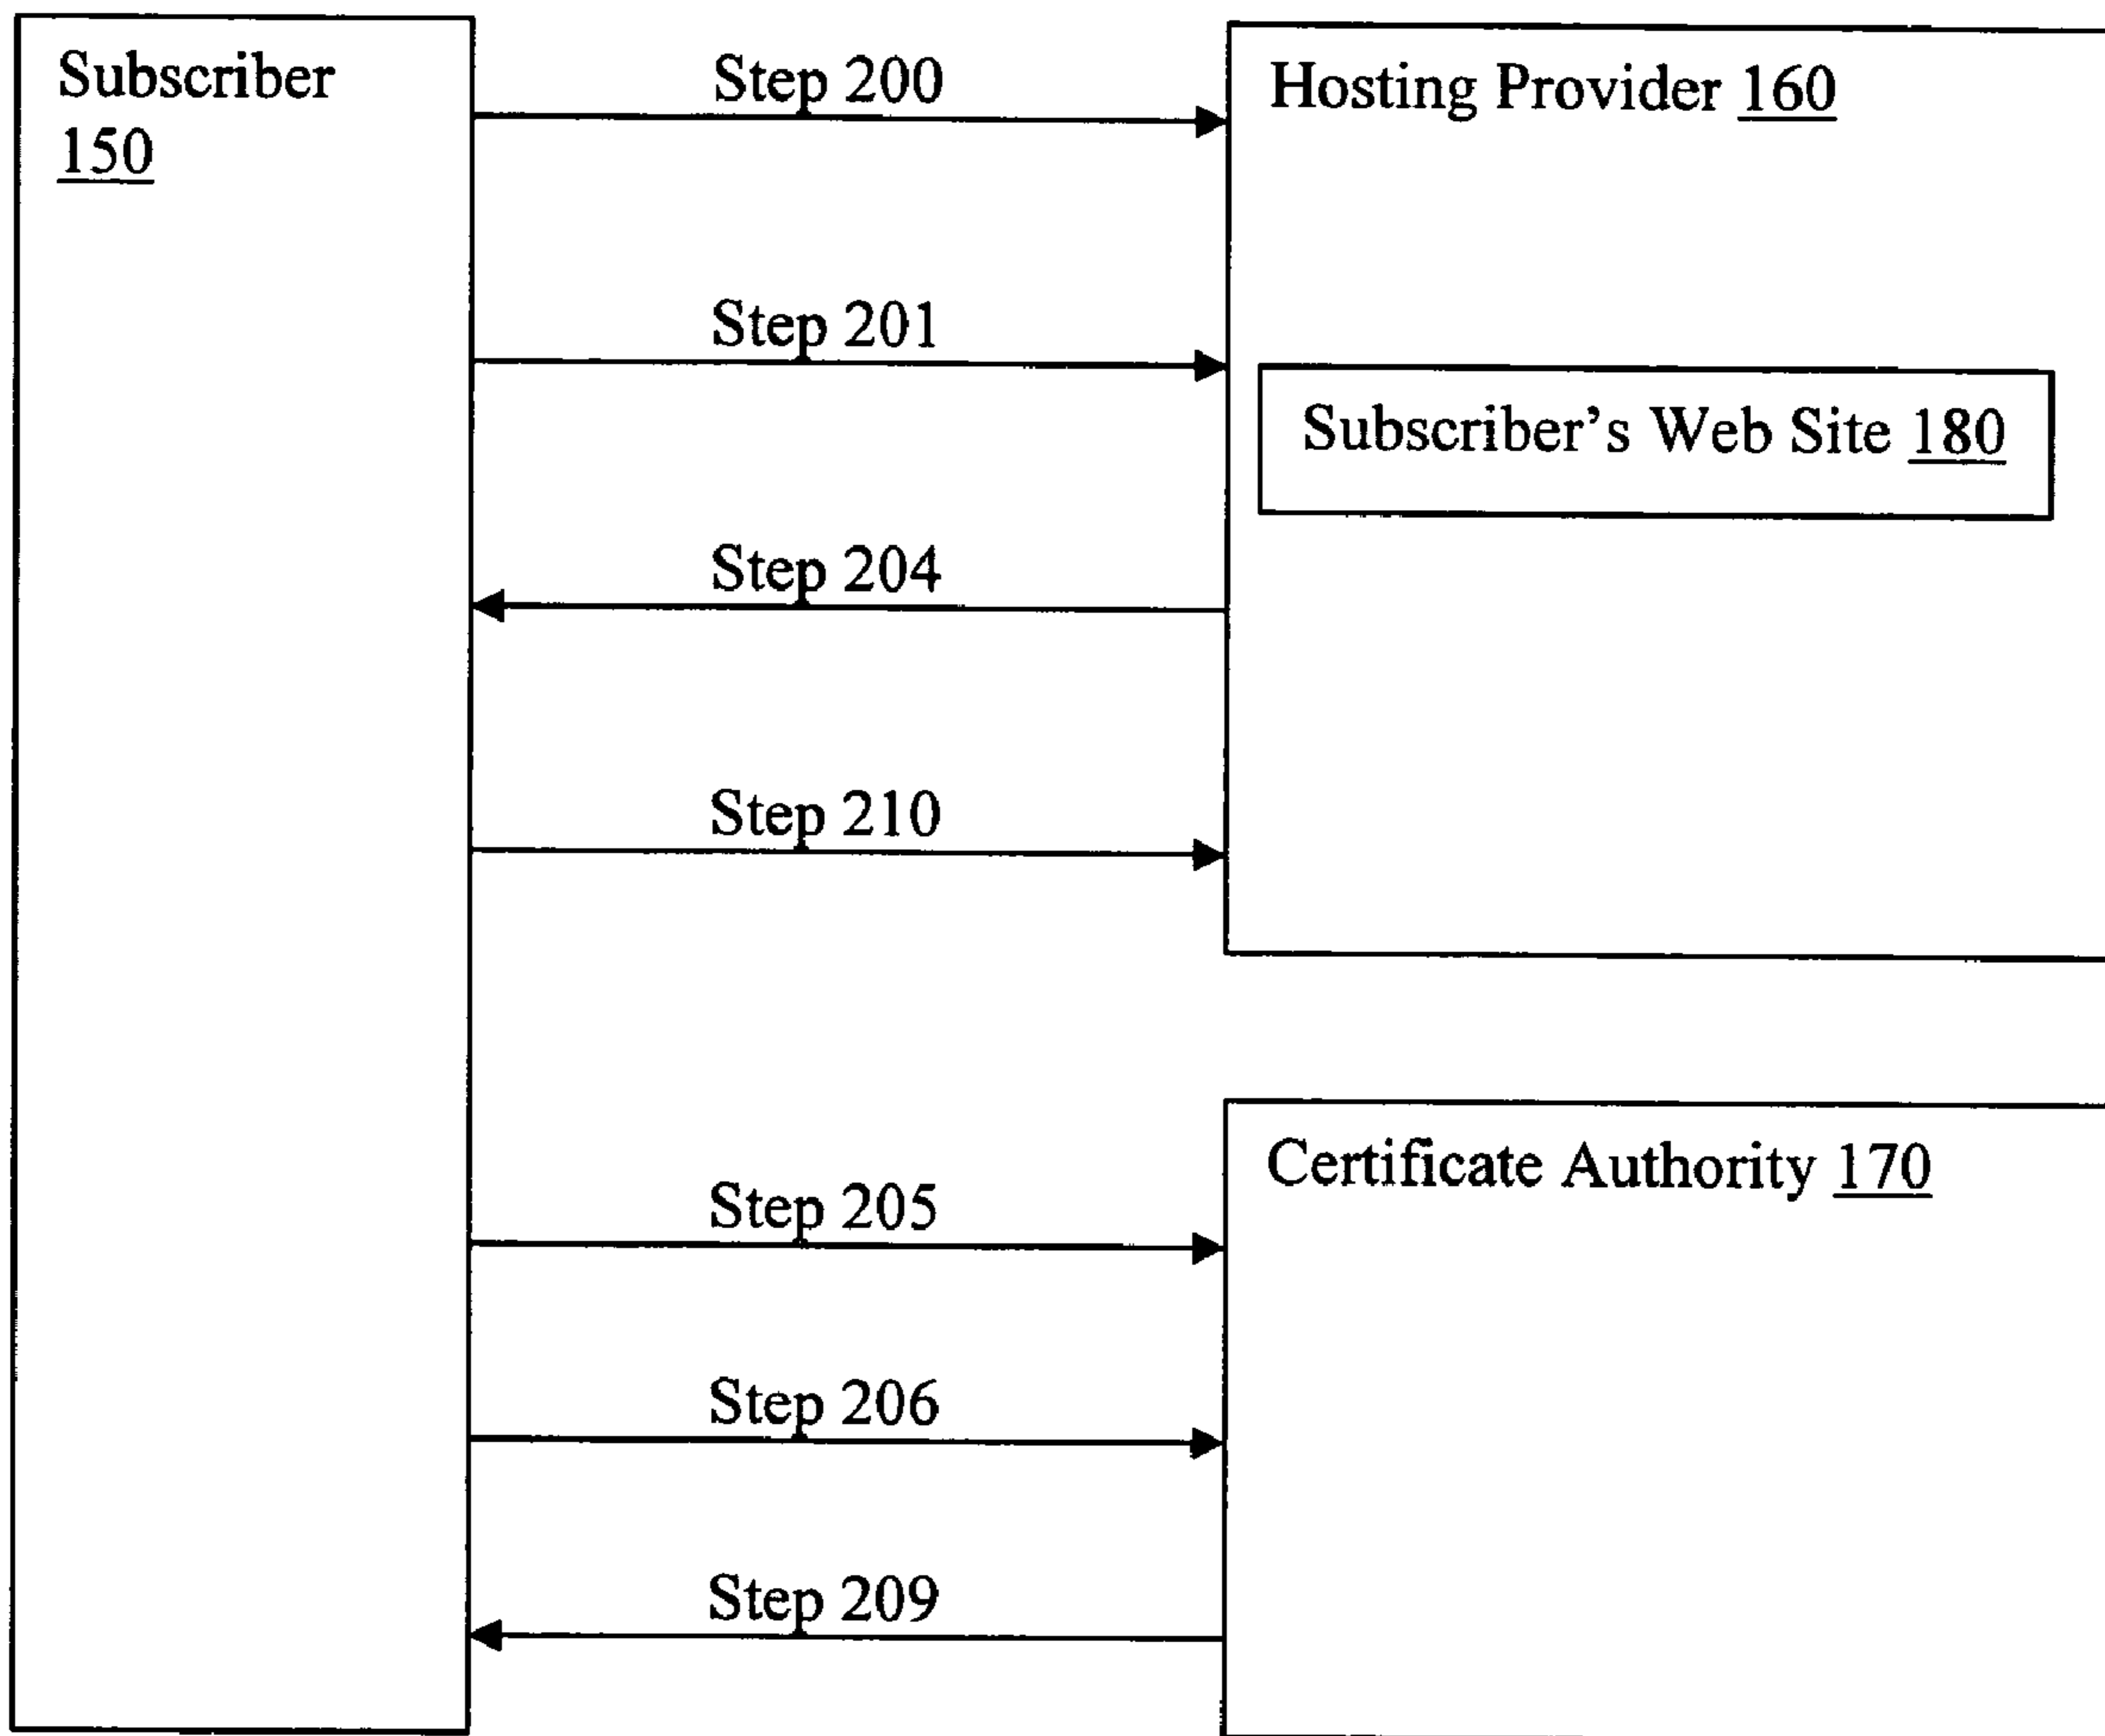 Subscriber
150
Step 200
Hosting Provider 160
Step 201
Subscriber's Web Site 180
Step 204
Step 210
Certificate Authority 170
Step 205
Step 206
Step 209